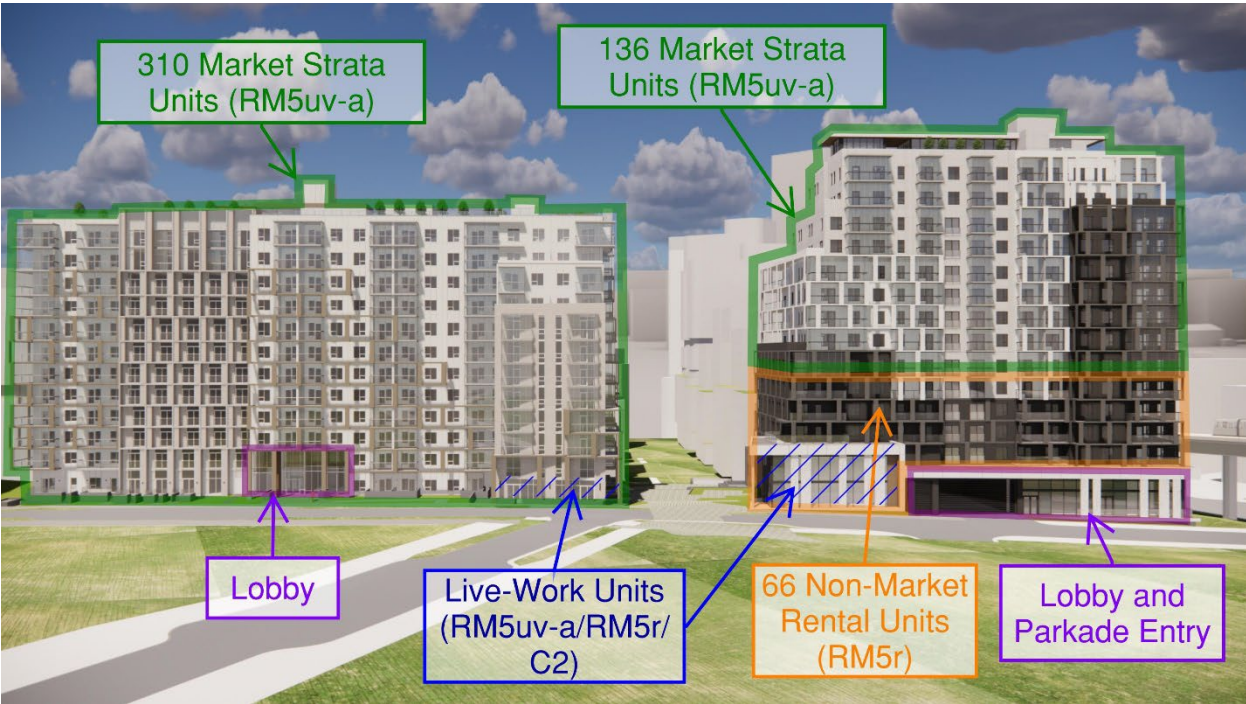 310 Market Strata
Units (RM5uv-a)
136 Market Strata
Units (RM5uv-a)
Lobby
Live-Work Units
(RM5uv-a/RM5r/
C2)
66 Non-Market
Rental Units
(RM5r)
Lobby and
Parkade Entry